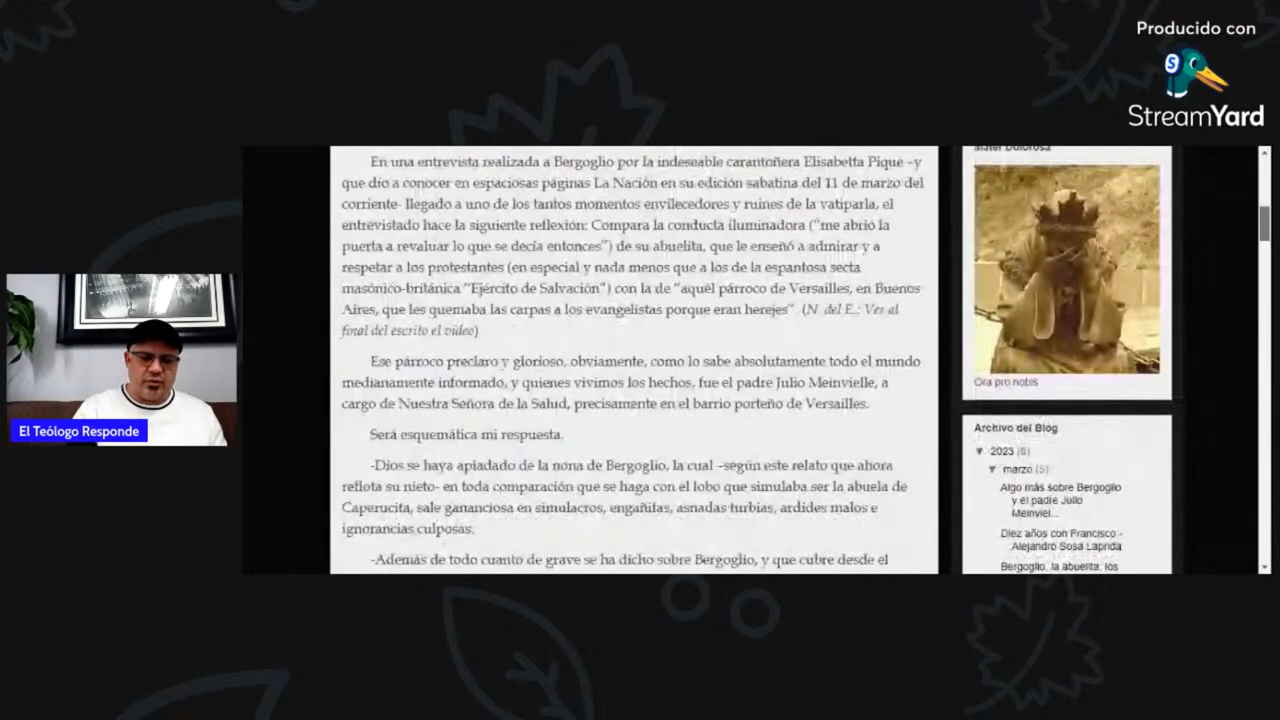 Producido con
StreamYard
En una entrevista realizada a Bergoglio por la indeseable carantoñera Elisabetta Piqué –y
que dio a conocer en espaciosas páginas La Nación en su edición sabatina del 11 de marzo del
corriente- llegado a uno de los tantos momentos envilecedores y ruines de la vatiparla, el
entrevistado hace la siguiente reflexión: Compara la conducta iluminadora ("me abrió la
puerta a revaluar lo que se decía entonces") de su abuelita, que le enseñó a admirar y a
respetar a los protestantes (en especial y nada menos que a los de la espantosa secta
masónico-británica "Ejército de Salvación") con la de "aquel párroco de Versailles, en Buenos
Aires, que les quemaba las carpas a los evangelistas porque eran herejes". (N. del E.: Ver al
final del escrito el video)
Ese párroco preclaro y glorioso, obviamente, como lo sabe absolutamente todo el mundo
medianamente informado, y quienes vivimos los hechos, fue el padre Julio Meinvielle, a
cargo de Nuestra Señora de la Salud, precisamente en el barrio porteño de Versailles.
Será esquemática mi respuesta.
-Dios se haya apiadado de la nona de Bergoglio, la cual –según este relato que ahora
reflota su nieto- en toda comparación que se haga con el lobo que simulaba ser la abuela de
Caperucita, sale gananciosa en simulacros, engañifas, asnadas turbias, ardides malos e
ignorancias culposas.
-Además de todo cuanto de grave se ha dicho sobre Bergoglio, y que cubre desde el
Mater Dolorosa
Ora pro nobis
Archivo del Blog
▼ 2023 (6)
▼ marzo (5)
Algo más sobre Bergoglio
y el padre Julio
Meinviel...
Diez años con Francisco -
Alejandro Sosa Laprida
Bergoglio, la abuelita, los
El Teólogo Responde